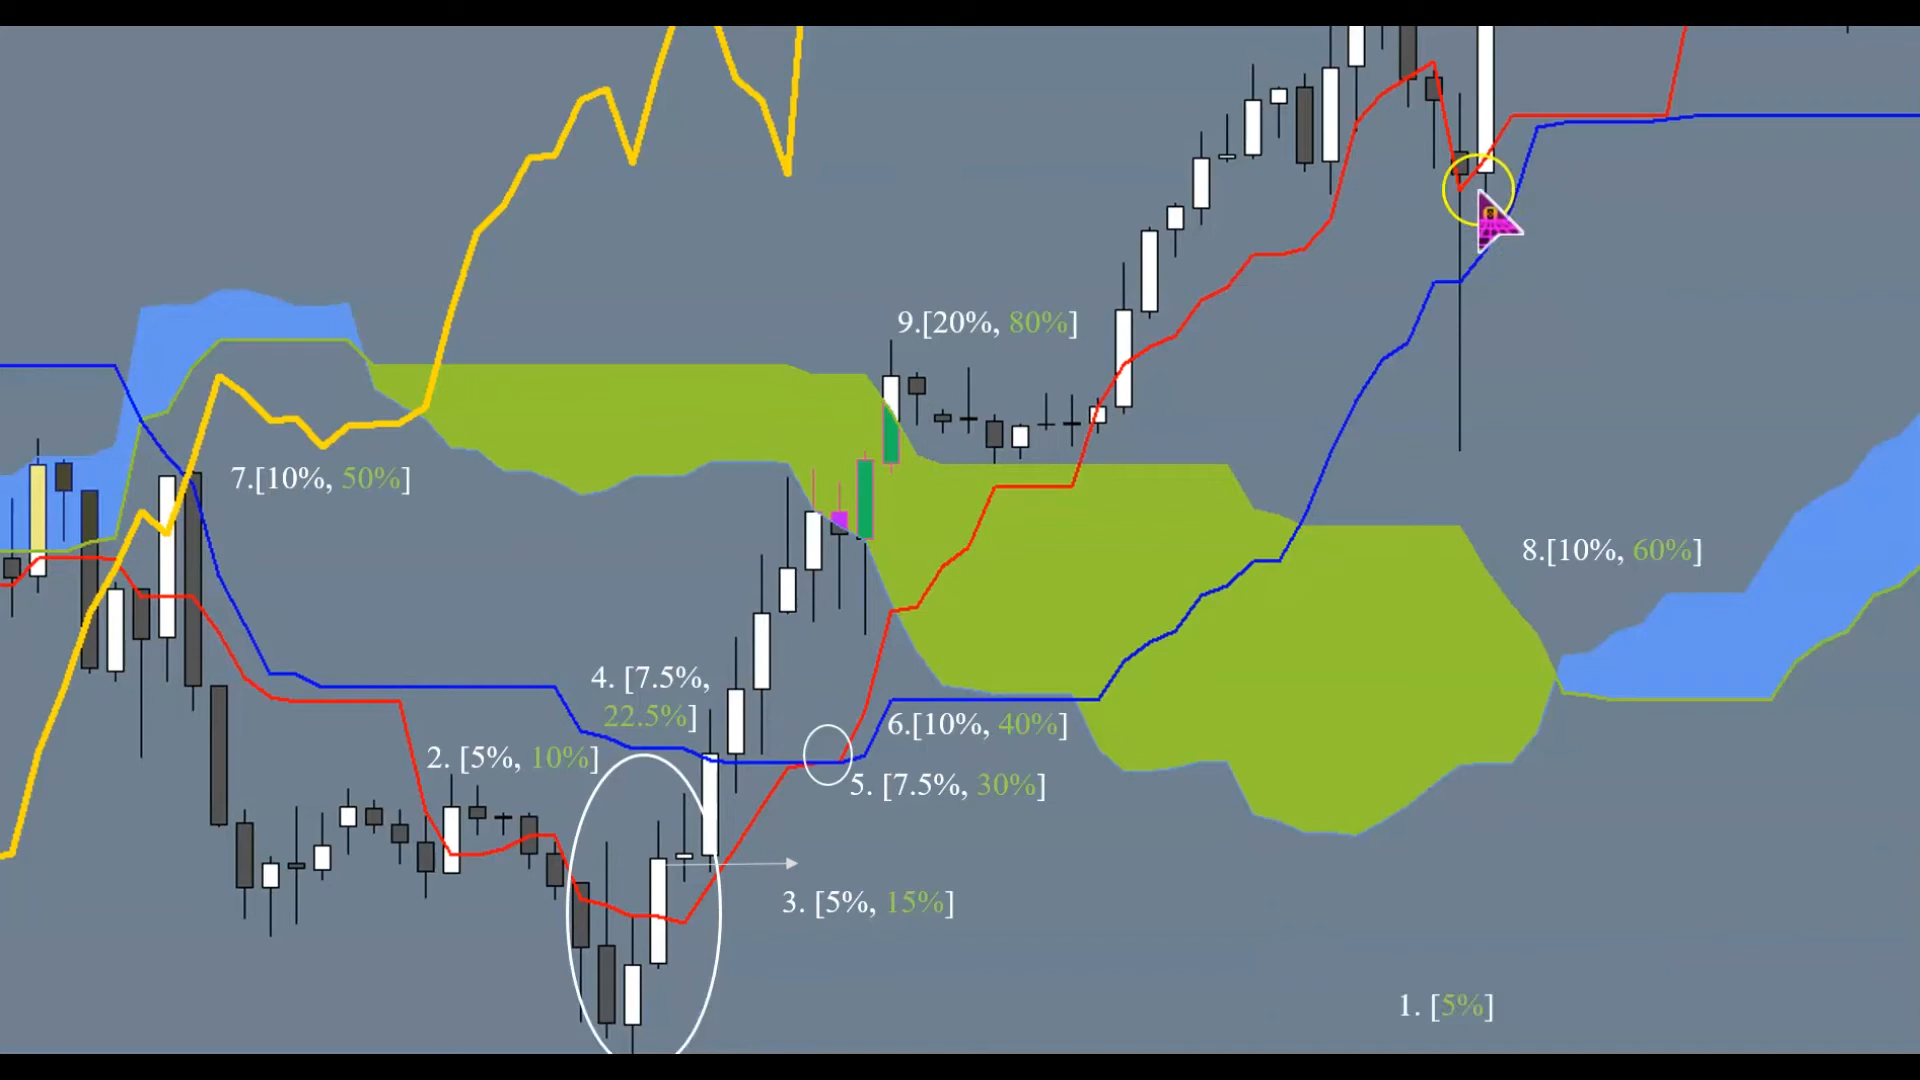 9.[20%, 80%]
7.[10%, 50%]
8.[10%, 60%]
4. [7.5%,
22.5%]
6.[10%, 40%]
2. [5%, 10%]
5. [7.5%, 30%]
3. [5%, 15%]
1. [5%]